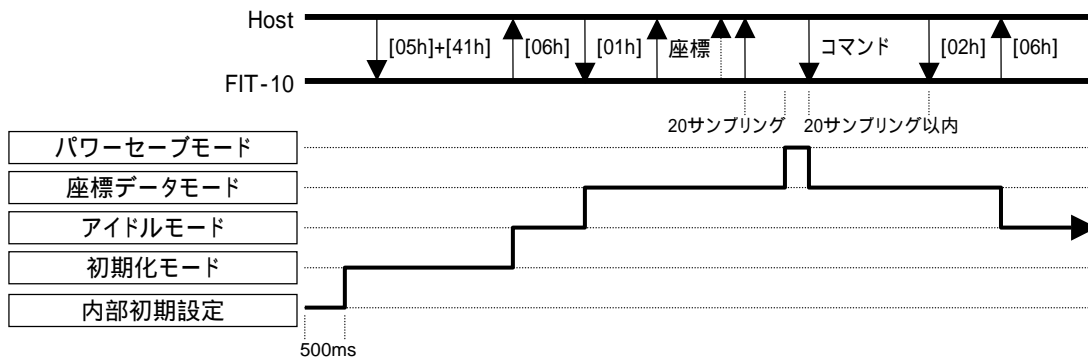 Host
[05h]+[41h] [06h] [01h] 座標 コマンド [02h] [06h]
FIT-10
20サンプリング 20サンプリング以内
パワーセーブモード
座標データモード
アイドルモード
初期化モード
内部初期設定
500ms